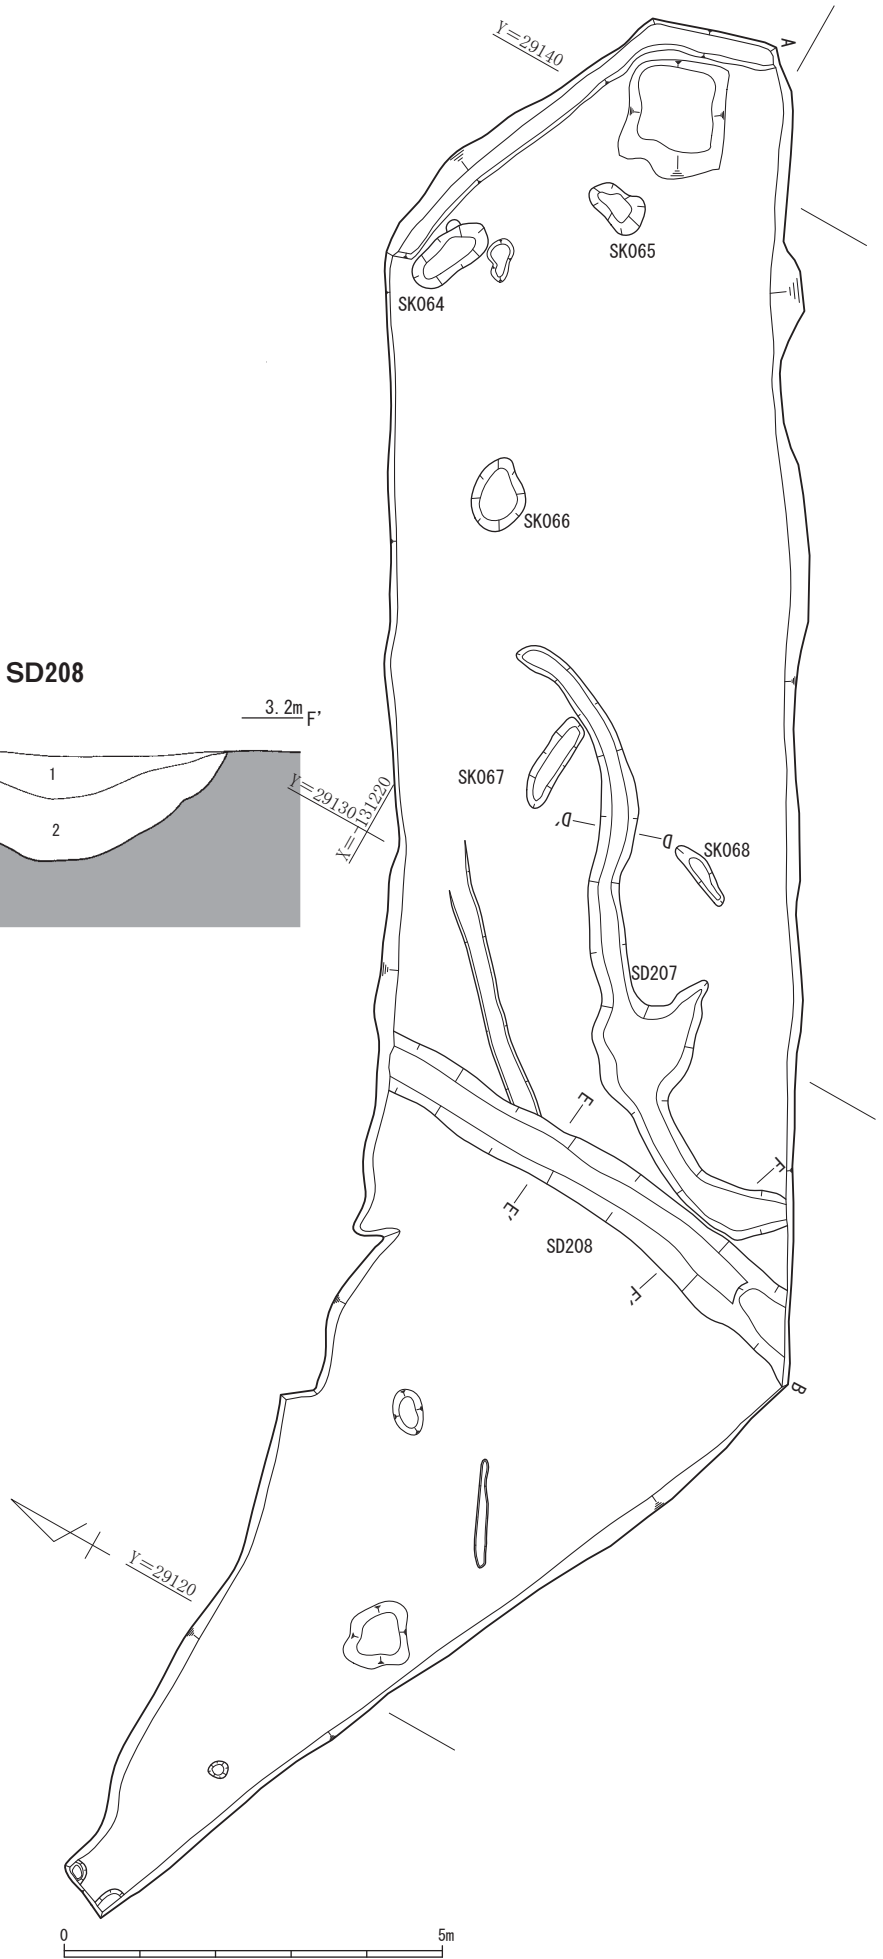 A
Y=29140
SK065
SK064
SK066
SD208
3.2m F'
1
2
Y=29130
X=-131220
SK067
D'
D
SK068
SD207
E
F
E'
SD208
F'
B
Y=29120
0 5m